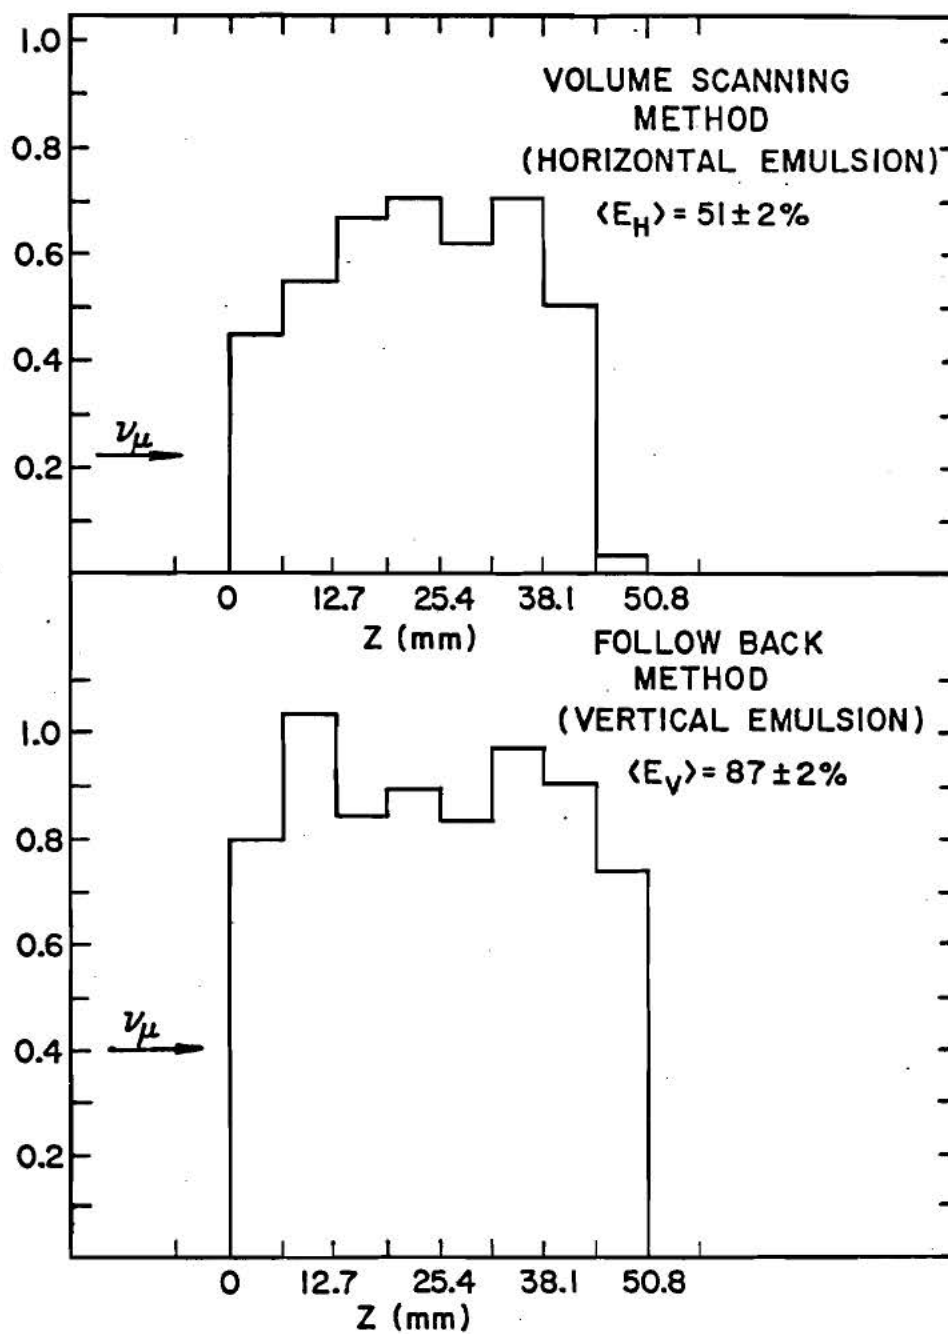 1.0
VOLUME SCANNING
METHOD
0.8
(HORIZONTAL EMULSION)
⟨E_H⟩ = 51 ± 2%
0.6
0.4
ν_μ
0.2
0 12.7 25.4 38.1 50.8
Z (mm)
FOLLOW BACK
METHOD
1.0
(VERTICAL EMULSION)
⟨E_V⟩ = 87 ± 2%
0.8
0.6
ν_μ
0.4
0.2
0 12.7 25.4 38.1 50.8
Z (mm)